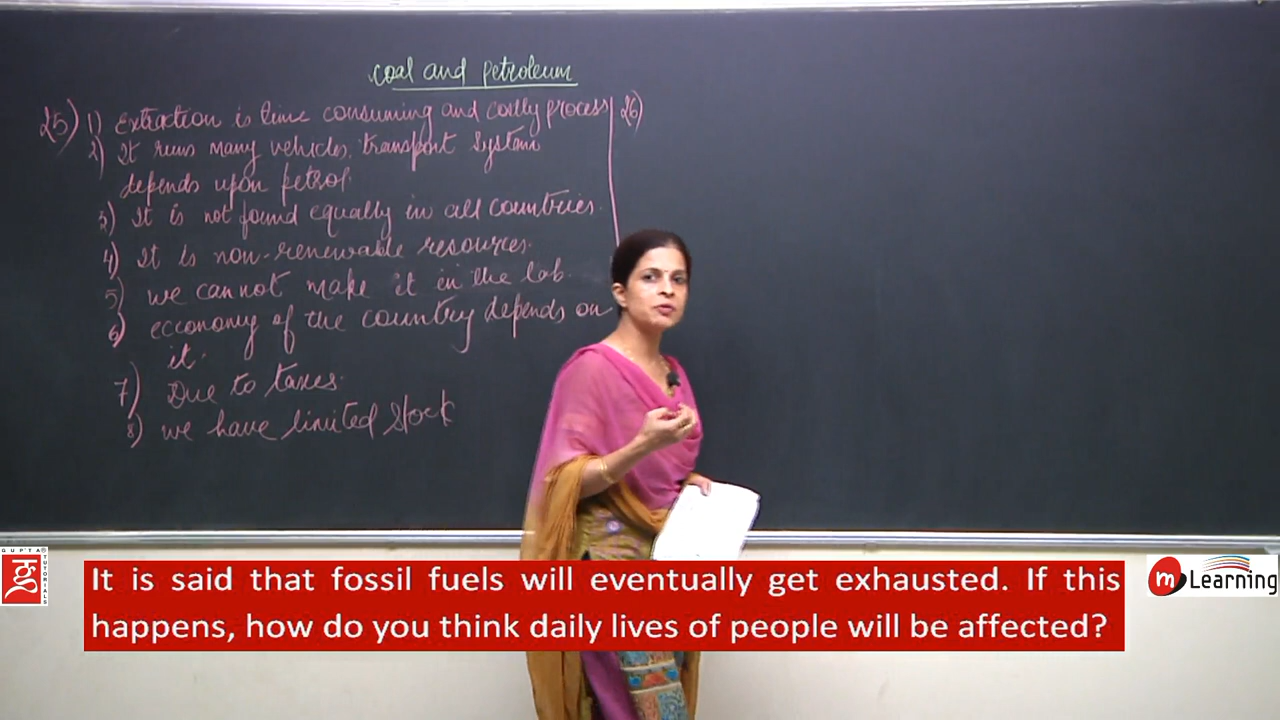 coal and petroleum
25) 1) Extraction is time consuming and costly process
2) It runs many vehicles, transport system
depends upon petrol.
3) It is not found equally in all countries.
4) It is non-renewable resources.
5) we cannot make it in the lab.
6) ecconomy of the country depends on
it.
7) Due to taxes.
8) we have limited stock
26)
GUPTA
TUTORIALS
It is said that fossil fuels will eventually get exhausted. If this
happens, how do you think daily lives of people will be affected?
m Learning